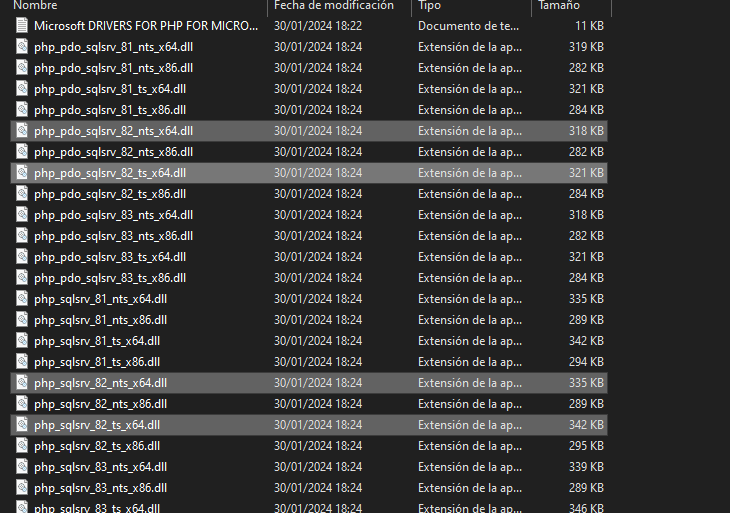 Nombre Fecha de modificación Tipo Tamaño
Microsoft DRIVERS FOR PHP FOR MICRO... 30/01/2024 18:22 Documento de te... 11 KB
php_pdo_sqlsrv_81_nts_x64.dll 30/01/2024 18:24 Extensión de la ap... 319 KB
php_pdo_sqlsrv_81_nts_x86.dll 30/01/2024 18:24 Extensión de la ap... 282 KB
php_pdo_sqlsrv_81_ts_x64.dll 30/01/2024 18:24 Extensión de la ap... 321 KB
php_pdo_sqlsrv_81_ts_x86.dll 30/01/2024 18:24 Extensión de la ap... 284 KB
php_pdo_sqlsrv_82_nts_x64.dll 30/01/2024 18:24 Extensión de la ap... 318 KB
php_pdo_sqlsrv_82_nts_x86.dll 30/01/2024 18:24 Extensión de la ap... 282 KB
php_pdo_sqlsrv_82_ts_x64.dll 30/01/2024 18:24 Extensión de la ap... 321 KB
php_pdo_sqlsrv_82_ts_x86.dll 30/01/2024 18:24 Extensión de la ap... 284 KB
php_pdo_sqlsrv_83_nts_x64.dll 30/01/2024 18:24 Extensión de la ap... 318 KB
php_pdo_sqlsrv_83_nts_x86.dll 30/01/2024 18:24 Extensión de la ap... 282 KB
php_pdo_sqlsrv_83_ts_x64.dll 30/01/2024 18:24 Extensión de la ap... 321 KB
php_pdo_sqlsrv_83_ts_x86.dll 30/01/2024 18:24 Extensión de la ap... 284 KB
php_sqlsrv_81_nts_x64.dll 30/01/2024 18:24 Extensión de la ap... 335 KB
php_sqlsrv_81_nts_x86.dll 30/01/2024 18:24 Extensión de la ap... 289 KB
php_sqlsrv_81_ts_x64.dll 30/01/2024 18:24 Extensión de la ap... 342 KB
php_sqlsrv_81_ts_x86.dll 30/01/2024 18:24 Extensión de la ap... 294 KB
php_sqlsrv_82_nts_x64.dll 30/01/2024 18:24 Extensión de la ap... 335 KB
php_sqlsrv_82_nts_x86.dll 30/01/2024 18:24 Extensión de la ap... 289 KB
php_sqlsrv_82_ts_x64.dll 30/01/2024 18:24 Extensión de la ap... 342 KB
php_sqlsrv_82_ts_x86.dll 30/01/2024 18:24 Extensión de la ap... 295 KB
php_sqlsrv_83_nts_x64.dll 30/01/2024 18:24 Extensión de la ap... 339 KB
php_sqlsrv_83_nts_x86.dll 30/01/2024 18:24 Extensión de la ap... 289 KB
php_sqlsrv_83_ts_x64.dll 30/01/2024 18:24 Extensión de la ap... 346 KB